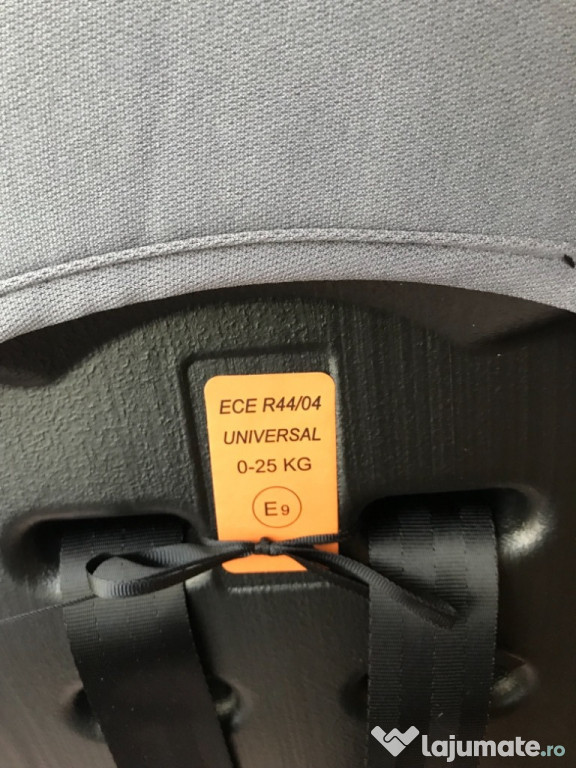 ECE R44/04
UNIVERSAL
0-25 KG
E9
lajumate.ro